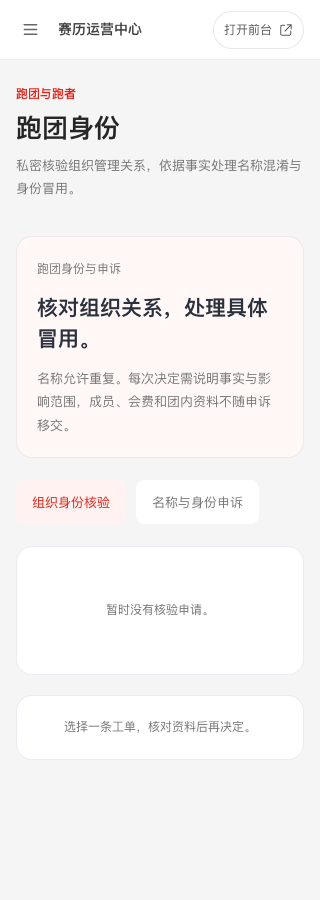 赛历运营中心
打开前台
跑团与跑者
跑团身份
私密核验组织管理关系，依据事实处理名称混淆与
身份冒用。
跑团身份与申诉
核对组织关系，处理具体
冒用。
名称允许重复。每次决定需说明事实与影
响范围，成员、会费和团内资料不随申诉
移交。
组织身份核验
名称与身份申诉
暂时没有核验申请。
选择一条工单，核对资料后再决定。